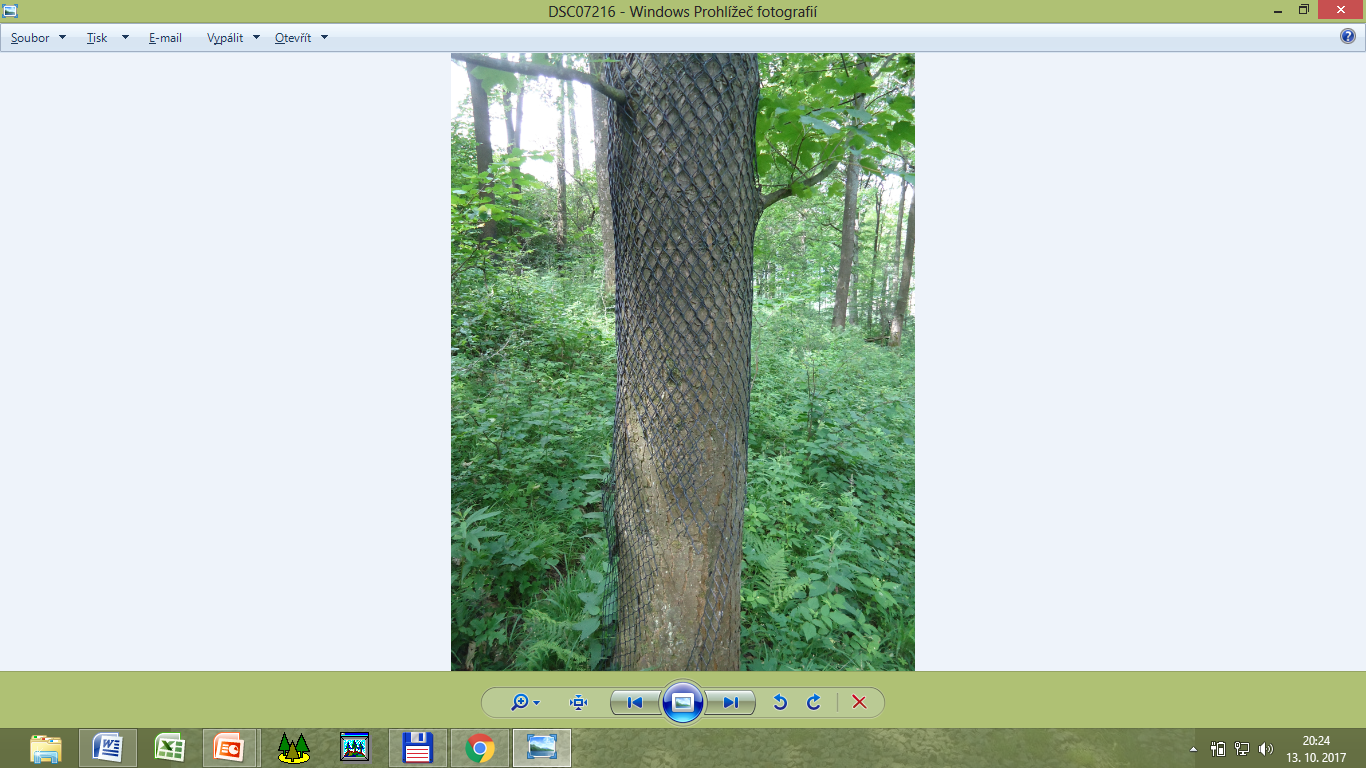 DSC07216 - Windows Prohlížeč fotografií
Soubor Tisk E-mail Vypálit Otevřít
20:24
13. 10. 2017